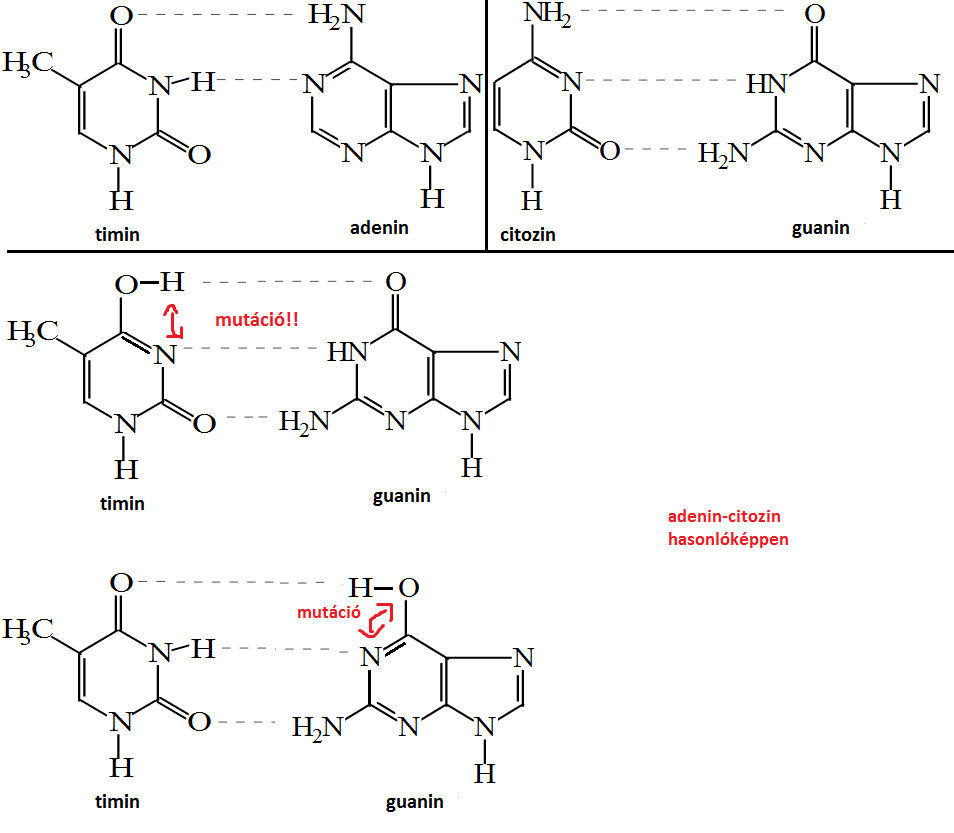 O H₂N NH₂ O
H₃C N H N N N HN N
N O N N N O H₂N N N
H H H H
timin adenin citozin guanin
O H O
mutáció!!
H₃C N HN N
N O H₂N N N
H H
timin guanin
adenin-citozin
hasonlóképpen
O H O
mutáció
H₃C N H N N
N O H₂N N N
H H
timin guanin